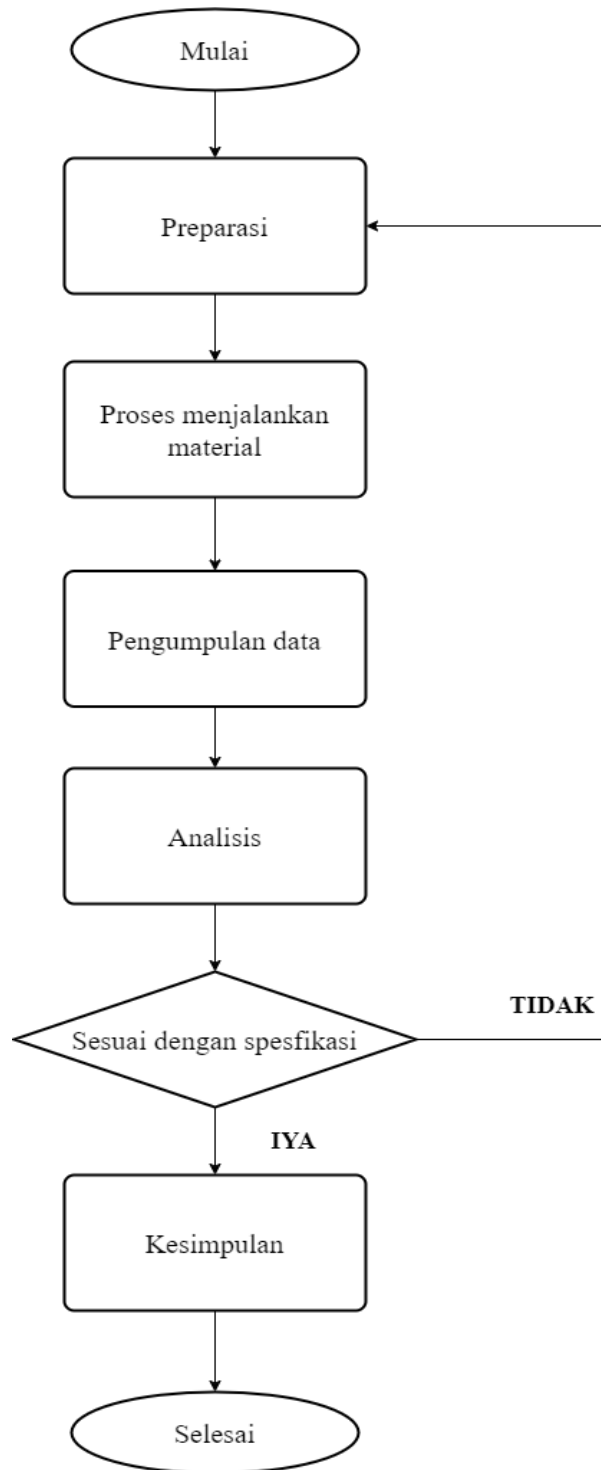 Mulai
Preparasi
Proses menjalankan
material
Pengumpulan data
Analisis
Sesuai dengan spesfikasi
TIDAK
IYA
Kesimpulan
Selesai